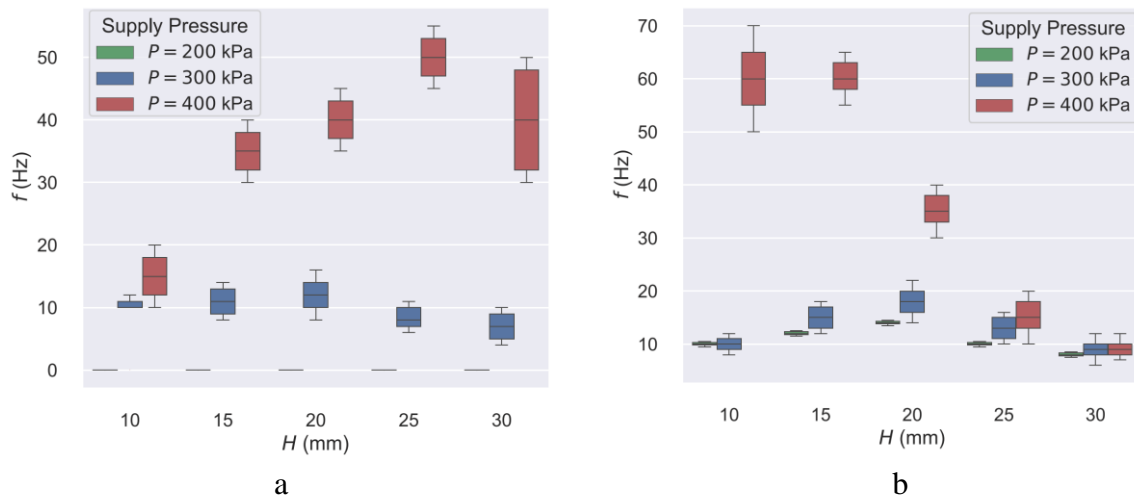 Supply Pressure
P = 200 kPa
P = 300 kPa
P = 400 kPa
50
40
30
20
10
0
f (Hz)
10 15 20 25 30
H (mm)
a
Supply Pressure
P = 200 kPa
P = 300 kPa
P = 400 kPa
70
60
50
40
30
20
10
f (Hz)
10 15 20 25 30
H (mm)
b